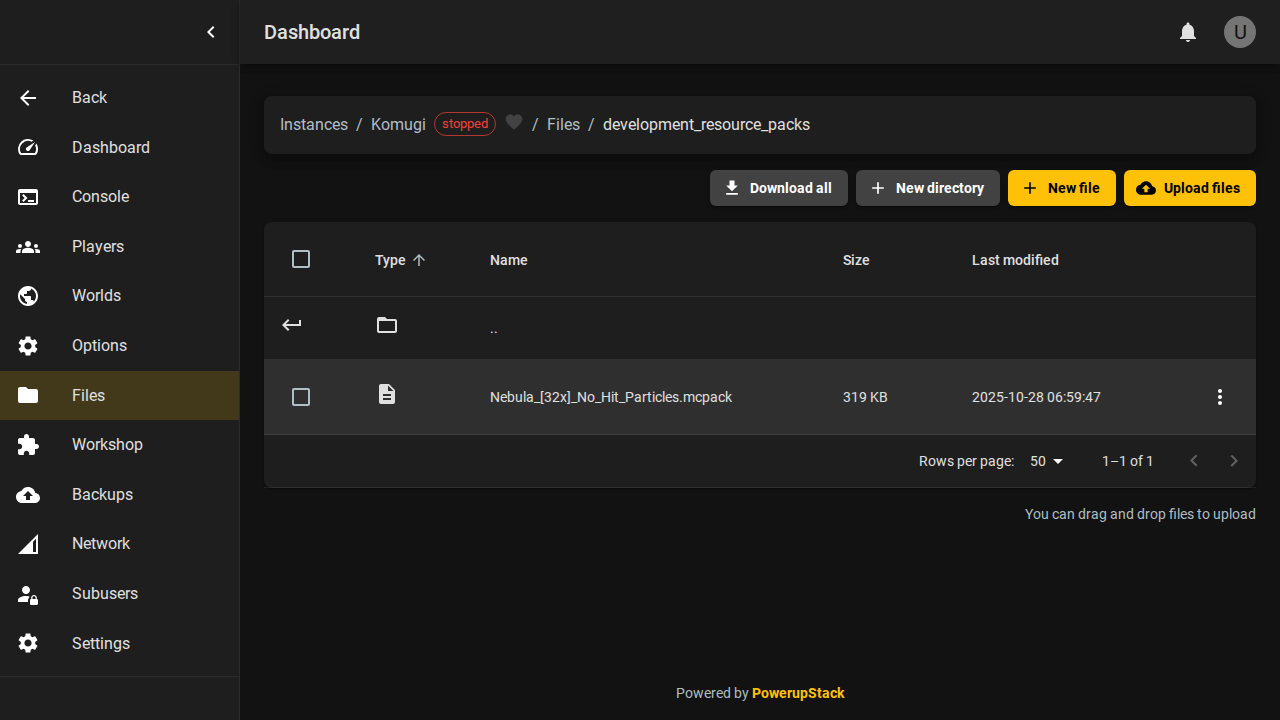 Dashboard
U
Back
Dashboard
Console
Players
Worlds
Options
Files
Workshop
Backups
Network
Subusers
Settings
Instances / Komugi stopped / Files / development_resource_packs
Download all
New directory
New file
Upload files
Type Name Size Last modified
..
Nebula_[32x]_No_Hit_Particles.mcpack 319 KB 2025-10-28 06:59:47
Rows per page: 50 1–1 of 1
You can drag and drop files to upload
Powered by PowerupStack